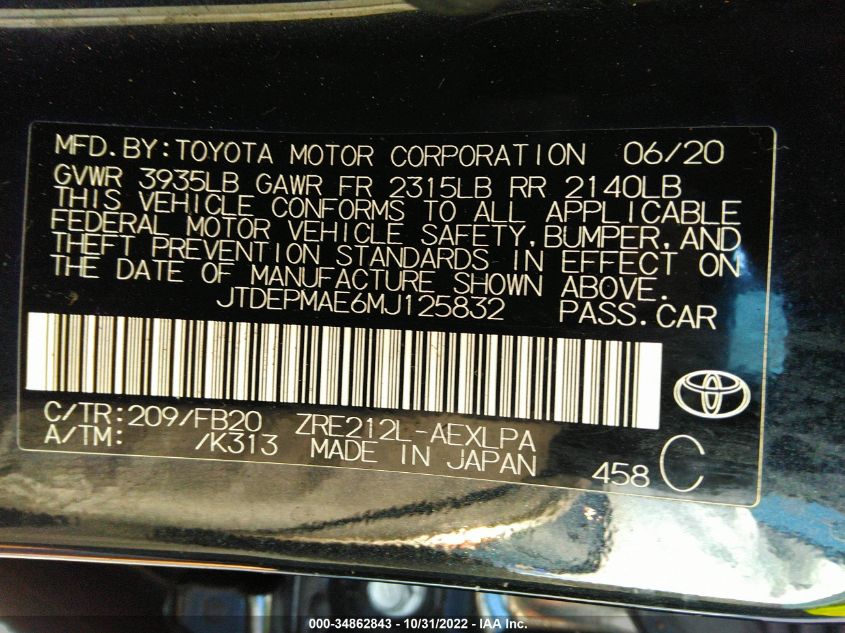 MFD.BY:TOYOTA MOTOR CORPORATION 06/20
GVWR 3935LB GAWR FR 2315LB RR 2140LB
THIS VEHICLE CONFORMS TO ALL APPLICABLE
FEDERAL MOTOR VEHICLE SAFETY,BUMPER,AND
THEFT PREVENTION STANDARDS IN EFFECT ON
THE DATE OF MANUFACTURE SHOWN ABOVE.
JTDEPMAE6MJ125832 PASS.CAR
C/TR:209/FB20 ZRE212L-AEXLPA
A/TM: /K313 MADE IN JAPAN 458 C
000-34862843 - 10/31/2022 - IAA Inc.